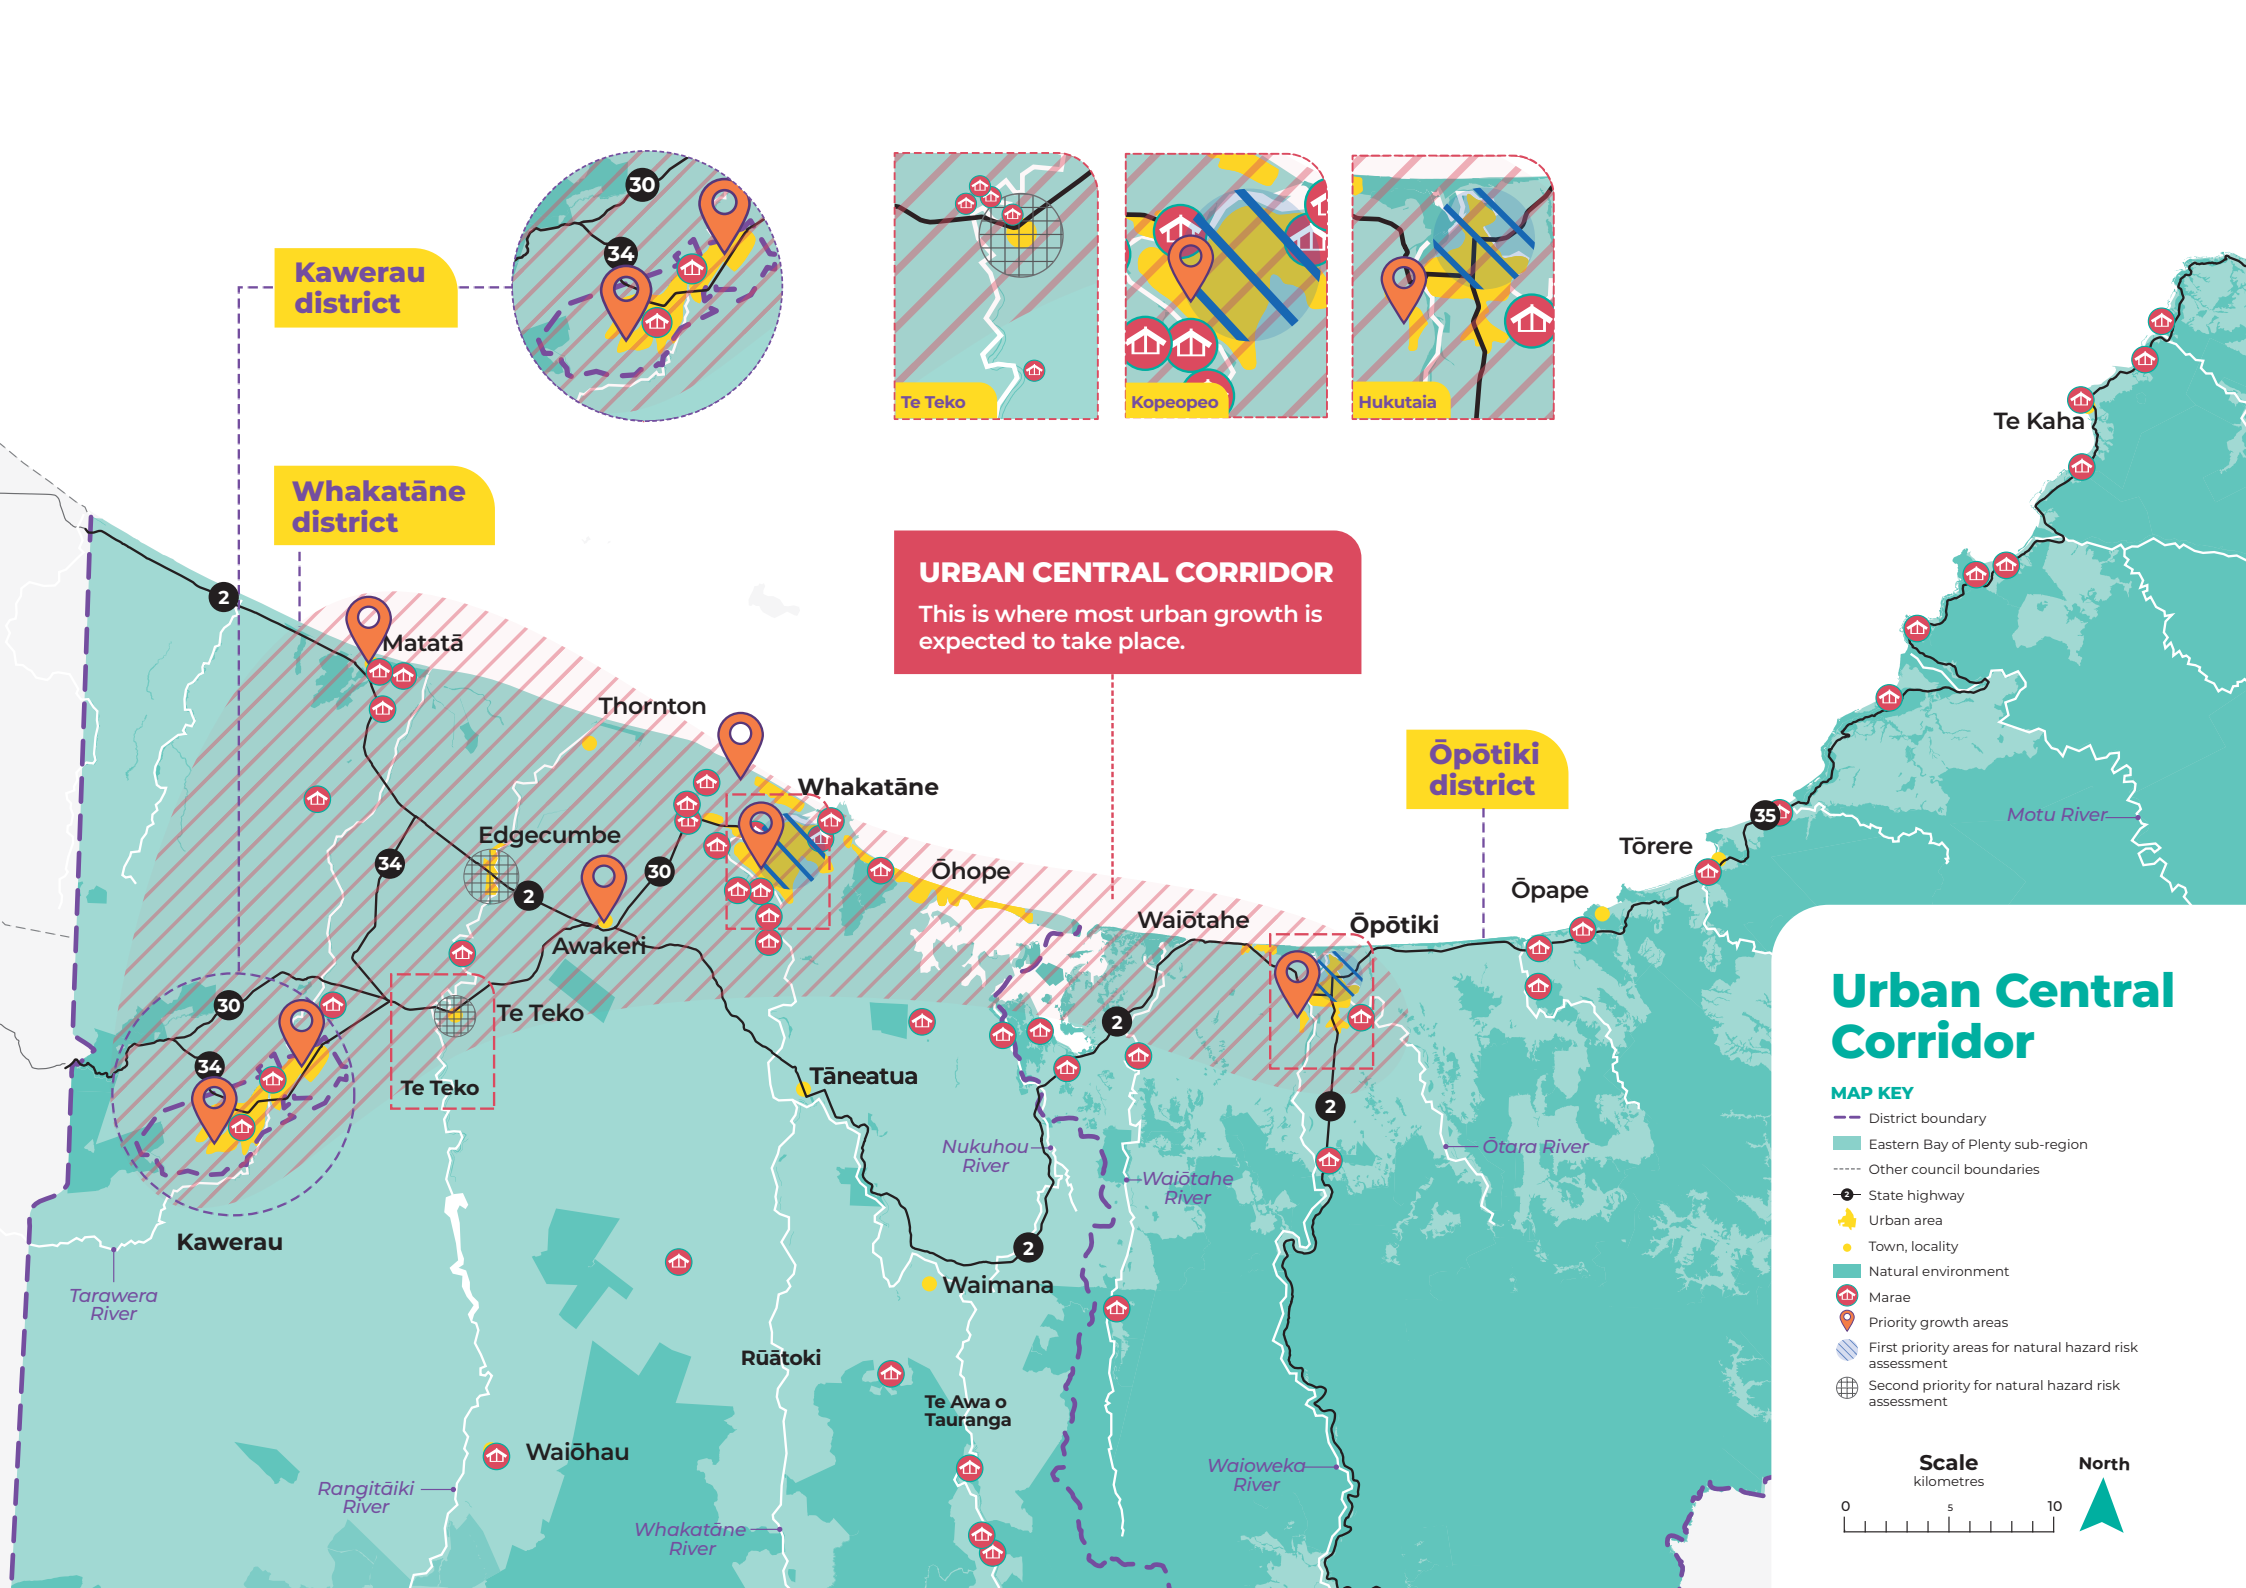 30
34
Kawerau
district
Te Teko
Kopeopeo
Hukutaia
Te Kaha
Whakatāne
district
URBAN CENTRAL CORRIDOR
This is where most urban growth is
expected to take place.
2
Matatā
Thornton
Whakatāne
Ōpōtiki
district
35
Motu River
Edgecumbe
34
30
2
Tōrere
Ōhope
Ōpape
Awakeri
Waiōtahe
Ōpōtiki
30
Te Teko
2
34
Te Teko
Tāneatua
2
Nukuhou
River
Ōtara River
Waiōtahe
River
Kawerau
2
Tarawera
River
Waimana
Rūātoki
Te Awa o
Tauranga
Waiōhau
Rangitāiki
River
Waioweka
River
Whakatāne
River
Urban Central
Corridor
MAP KEY
District boundary
Eastern Bay of Plenty sub-region
Other council boundaries
2 State highway
Urban area
Town, locality
Natural environment
Marae
Priority growth areas
First priority areas for natural hazard risk
assessment
Second priority for natural hazard risk
assessment
Scale
kilometres
0 5 10
North